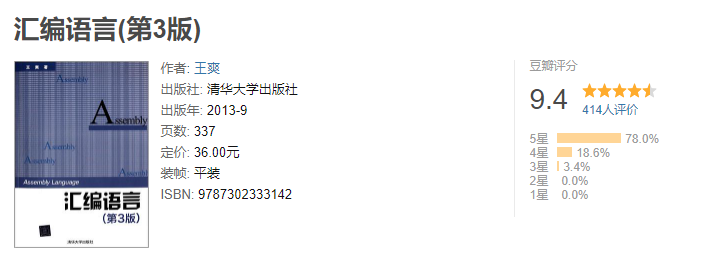 汇编语言(第3版)
王 爽 著
Assembly
Assembly
Assembly
Assembly
Assembly
Assembly Language
汇编语言
(第3版)
清华大学出版社
作者: 王爽
出版社: 清华大学出版社
出版年: 2013-9
页数: 337
定价: 36.00元
装帧: 平装
ISBN: 9787302333142
豆瓣评分
9.4
414人评价
5星 78.0%
4星 18.6%
3星 3.4%
2星 0.0%
1星 0.0%